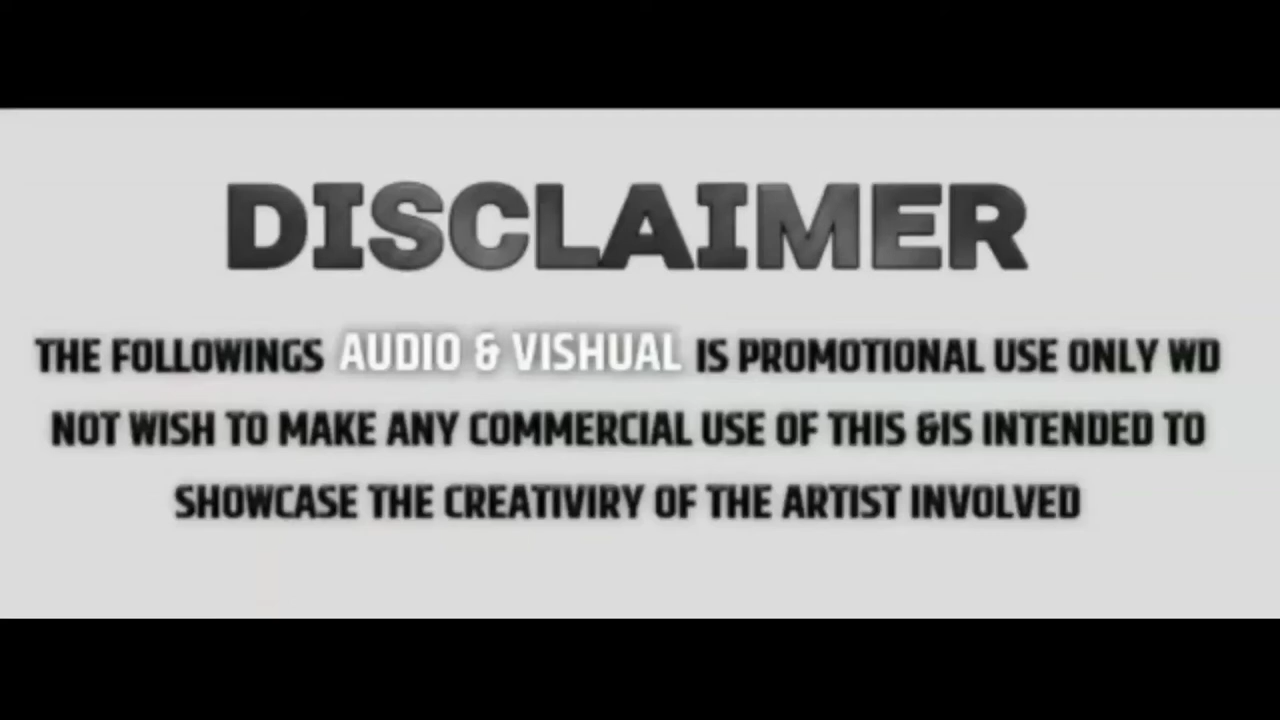 DISCLAIMER
THE FOLLOWINGS AUDIO & VISHUAL IS PROMOTIONAL USE ONLY WD
NOT WISH TO MAKE ANY COMMERCIAL USE OF THIS &IS INTENDED TO
SHOWCASE THE CREATIVIRY OF THE ARTIST INVOLVED